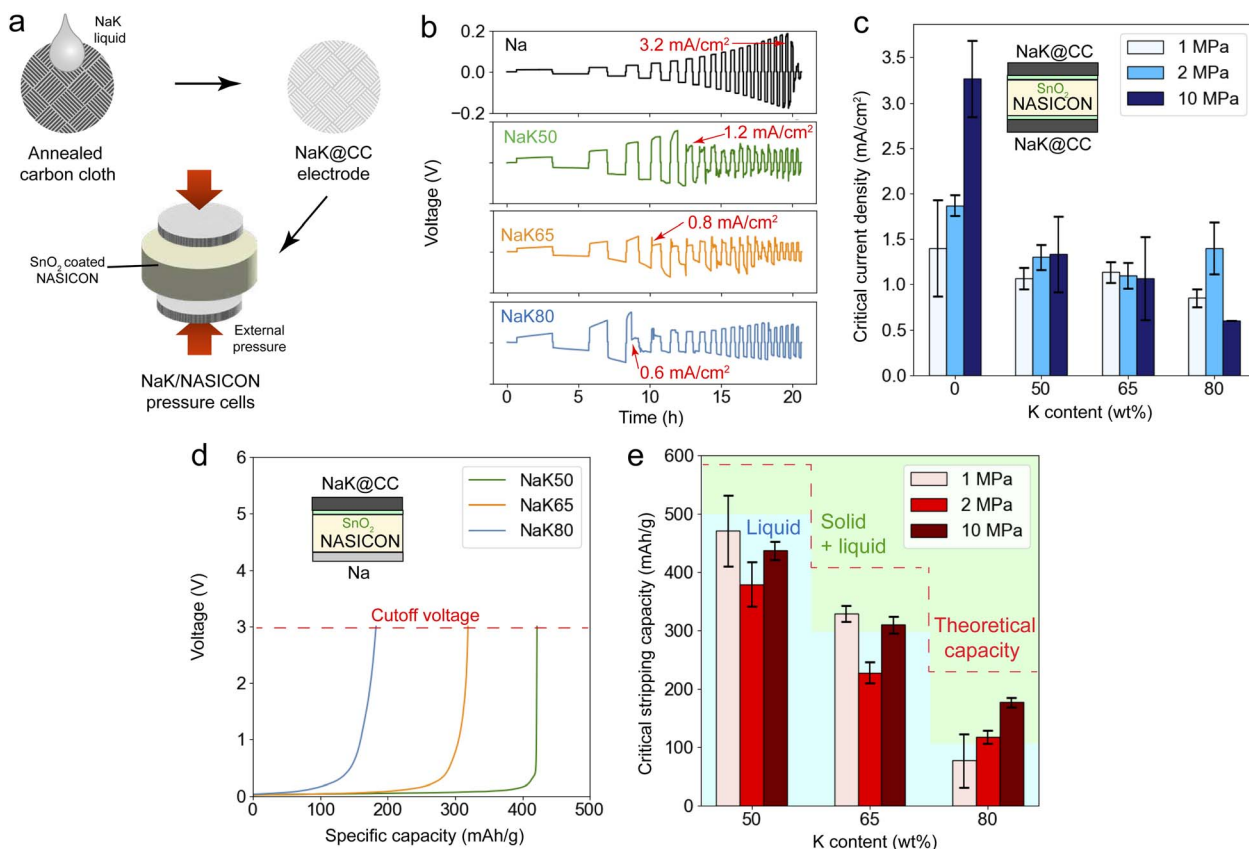 a
NaK
liquid
Annealed
carbon cloth
NaK@CC
electrode
SnO2 coated
NASICON
External
pressure
NaK/NASICON
pressure cells
b
Na
3.2 mA/cm²
NaK50
1.2 mA/cm²
NaK65
0.8 mA/cm²
NaK80
0.6 mA/cm²
0.2
0.0
−0.2
Voltage (V)
0 5 10 15 20
Time (h)
c
NaK@CC
SnO2
NASICON
NaK@CC
1 MPa
2 MPa
10 MPa
Critical current density (mA/cm²)
3.5
3.0
2.5
2.0
1.5
1.0
0.5
0.0
0 50 65 80
K content (wt%)
d
NaK@CC
SnO2
NASICON
Na
NaK50
NaK65
NaK80
Cutoff voltage
Voltage (V)
6
5
4
3
2
1
0
0 100 200 300 400 500
Specific capacity (mAh/g)
e
Liquid
Solid
+ liquid
1 MPa
2 MPa
10 MPa
Theoretical
capacity
Critical stripping capacity (mAh/g)
600
500
400
300
200
100
0
50 65 80
K content (wt%)